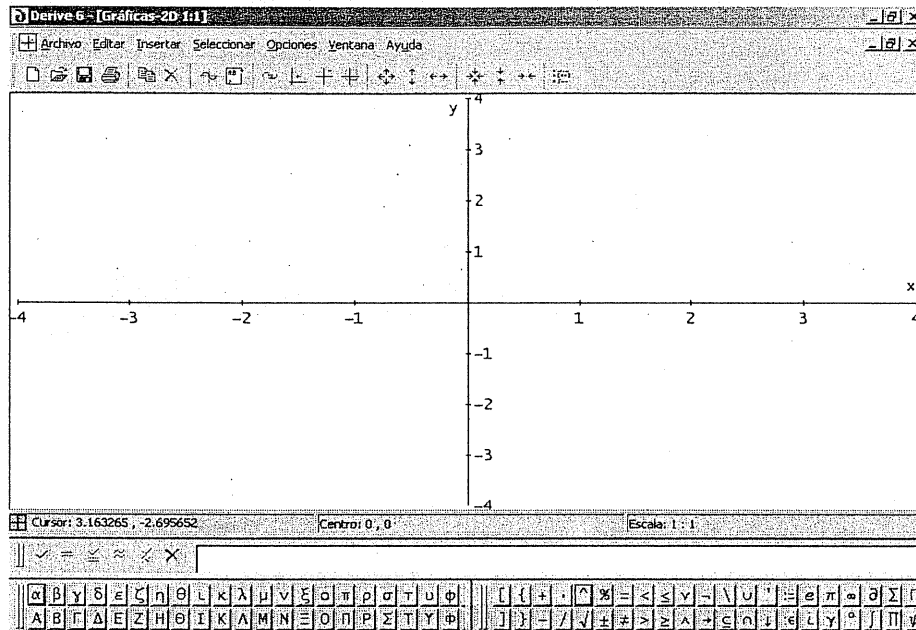 Derive 6 - [Gráficas-2D 1:1]
Archivo Editar Insertar Seleccionar Opciones Ventana Ayuda
y 4
3
2
1
x
-4 -3 -2 -1 1 2 3 4
-1
-2
-3
-4
Cursor: 3.163265 , -2.695652 Centro: 0 , 0 Escala: 1 : 1
✓ = ≈ ✕
α β γ δ ε ζ η θ ι κ λ μ ν ξ ο π ρ σ τ υ φ [ { + · ^ % = < ≤ ∨ ¬ \ ∪ ' := e π ∞ ∂ Σ Γ
Α Β Γ Δ Ε Ζ Η Θ Ι Κ Λ Μ Ν Ξ Ο Π Ρ Σ Τ Υ Φ ] } − / √ ± ≠ > ≥ ∧ → ⊆ ∩ ↓ :∈ γ ° ∫ Π